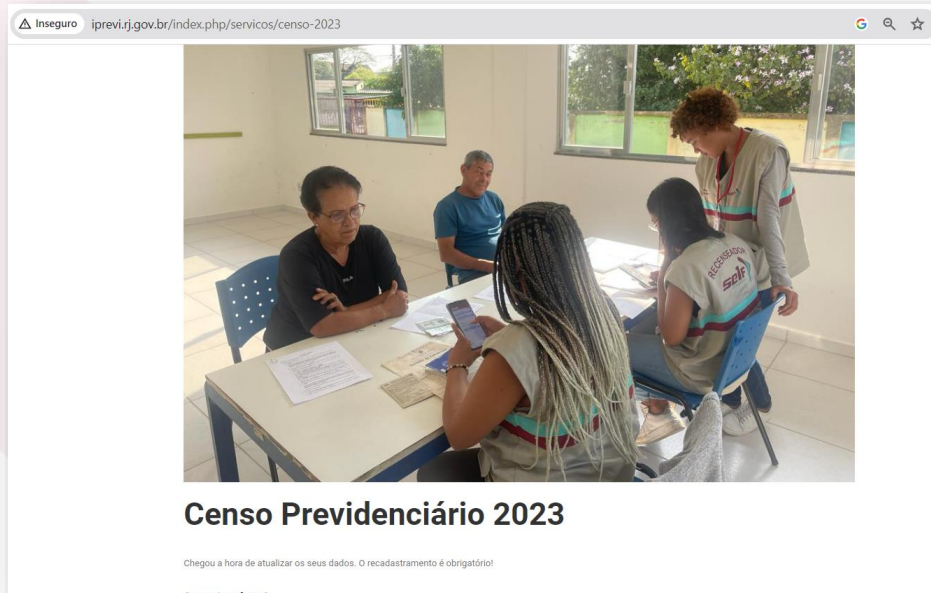 Inseguro iprevi.rj.gov.br/index.php/servicos/censo-2023
RECENSEADOR
SELF
Censo Previdenciário 2023
Chegou a hora de atualizar os seus dados. O recadastramento é obrigatório!